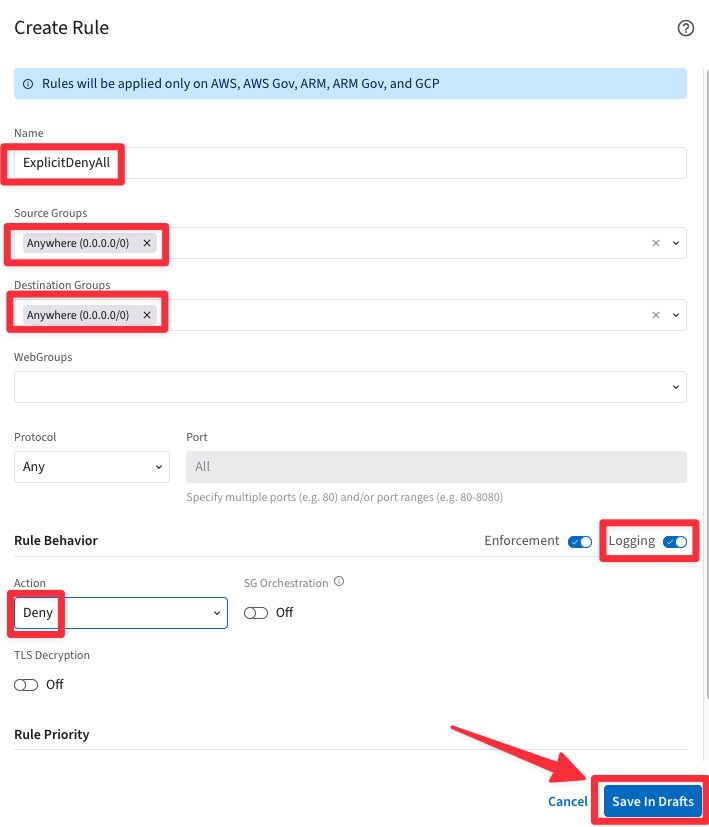 Create Rule
Rules will be applied only on AWS, AWS Gov, ARM, ARM Gov, and GCP
Name
ExplicitDenyAll
Source Groups
Anywhere (0.0.0.0/0)
Destination Groups
Anywhere (0.0.0.0/0)
WebGroups
Protocol Port
Any All
Specify multiple ports (e.g. 80) and/or port ranges (e.g. 80-8080)
Rule Behavior Enforcement Logging
Action SG Orchestration
Deny Off
TLS Decryption
Off
Rule Priority
Cancel Save In Drafts